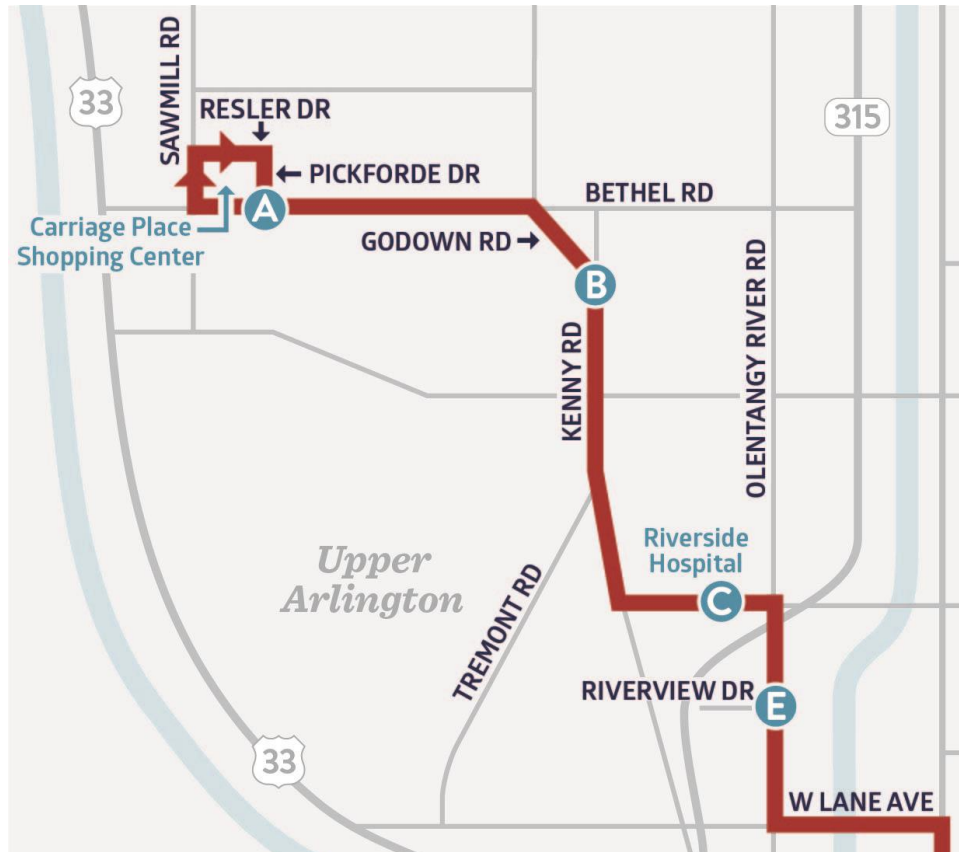 SAWMILL RD
33
RESLER DR
315
PICKFORDE DR
BETHEL RD
A
Carriage Place
Shopping Center
GODOWN RD
B
KENNY RD
OLENTANGY RIVER RD
Riverside
Hospital
Upper
Arlington
C
TREMONT RD
RIVERVIEW DR
E
33
W LANE AVE